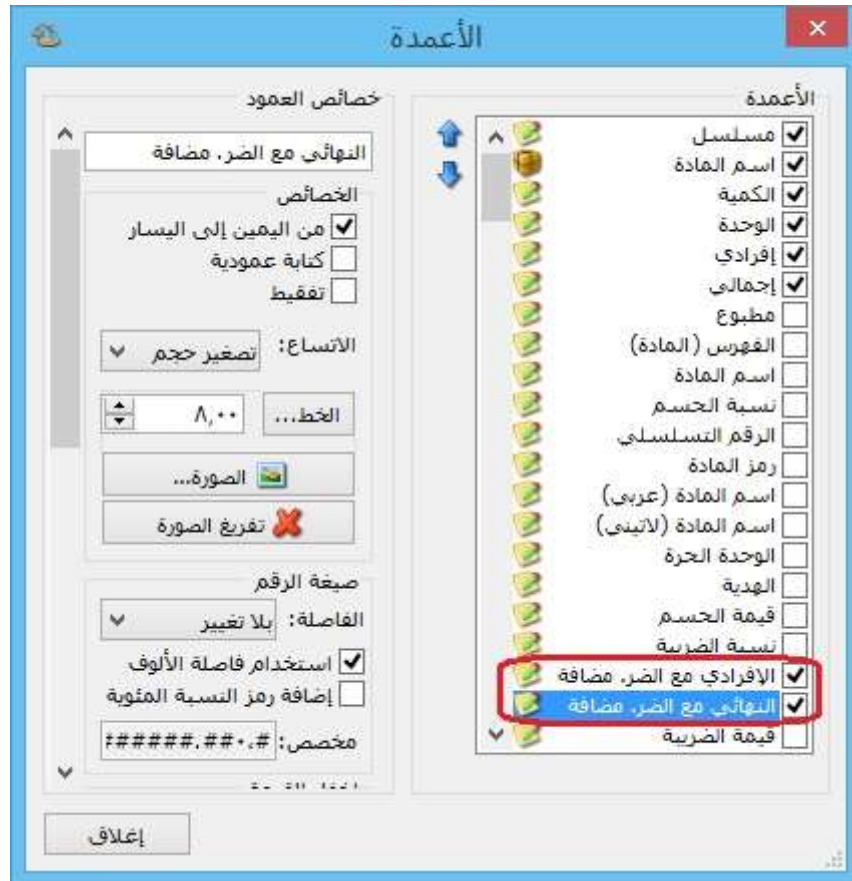 الأعمدة
الأعمدة
مسلسل
اسم المادة
الكمية
الوحدة
إفرادي
إجمالي
مطبوع
الفهرس (المادة)
اسم المادة
نسبة الحسم
الرقم التسلسلي
رمز المادة
اسم المادة (عربي)
اسم المادة (لاتيني)
الوحدة الحرة
الهدية
قيمة الحسم
نسبة الضريبة
الإفرادي مع الضر. مضافة
النهائي مع الضر. مضافة
قيمة الضريبة
خصائص العمود
النهائي مع الضر. مضافة
الخصائص
من اليمين إلى اليسار
كتابة عمودية
تفقيط
الاتساع: تصغير حجم
الخط... ٨,٠٠
الصورة...
تفريغ الصورة
صيغة الرقم
الفاصلة: بلا تغيير
استخدام فاصلة الألوف
إضافة رمز النسبة المئوية
مخصص:
إغلاق